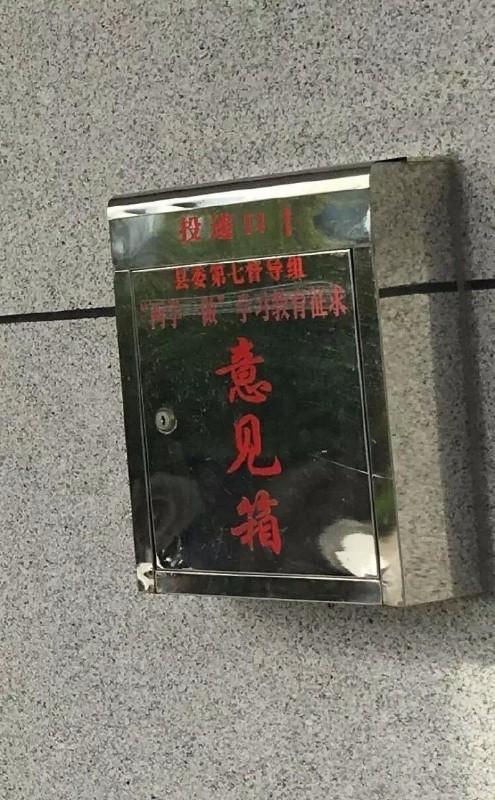 投递口
县委第七督导组
“两学一做”学习教育征求
意见箱